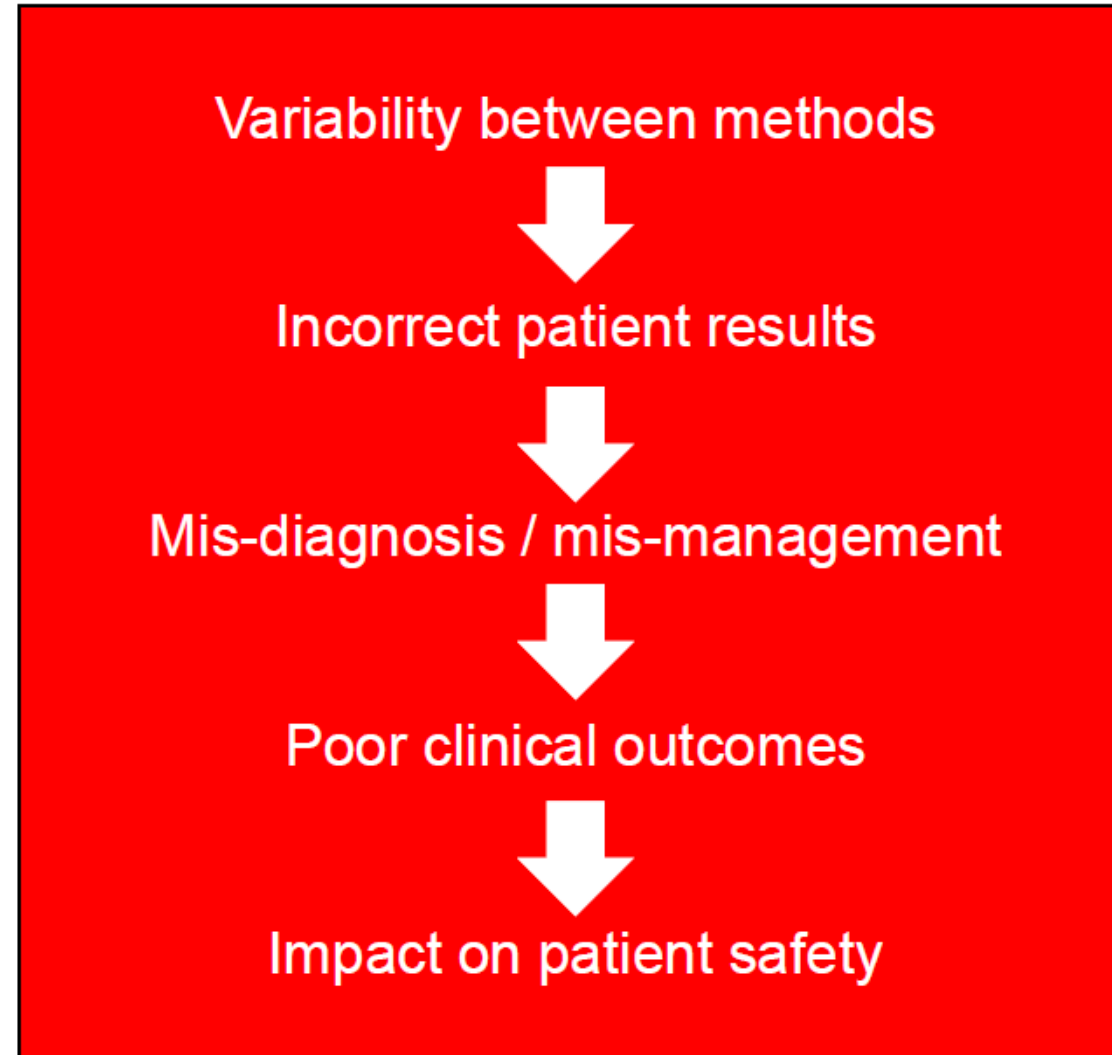 Variability between methods
Incorrect patient results
Mis-diagnosis / mis-management
Poor clinical outcomes
Impact on patient safety